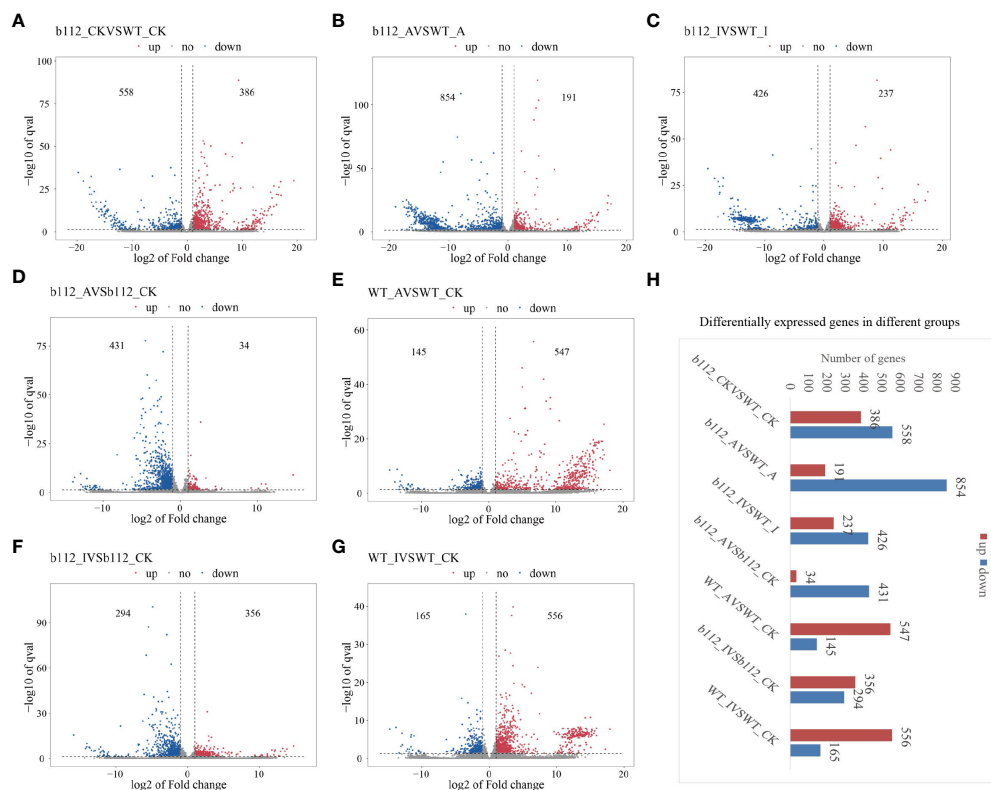 A
b112_CKVSWT_CK
up no down
558
386
100
75
50
25
0
−log10 of qval
−20 −10 0 10 20
log2 of Fold change
B
b112_AVSWT_A
up no down
854
191
100
50
0
−log10 of qval
−20 −10 0 10 20
log2 of Fold change
C
b112_IVSWT_I
up no down
426
237
75
50
25
0
−log10 of qval
−20 −10 0 10 20
log2 of Fold change
D
b112_AVSb112_CK
up no down
431
34
75
50
25
0
−log10 of qval
−10 0 10
log2 of Fold change
E
WT_AVSWT_CK
up no down
145
547
60
40
20
0
−log10 of qval
−10 0 10 20
log2 of Fold change
F
b112_IVSb112_CK
up no down
294
356
90
60
30
0
−log10 of qval
−10 0 10
log2 of Fold change
G
WT_IVSWT_CK
up no down
165
556
40
30
20
10
0
−log10 of qval
−10 0 10 20
log2 of Fold change
H
Differentially expressed genes in different groups
Number of genes
0 100 200 300 400 500 600 700 800 900
b112_CKVSWT_CK
386
558
b112_AVSWT_A
191
854
b112_IVSWT_I
237
426
b112_AVSb112_CK
34
431
WT_AVSWT_CK
547
145
b112_IVSb112_CK
356
294
WT_IVSWT_CK
556
165
up down